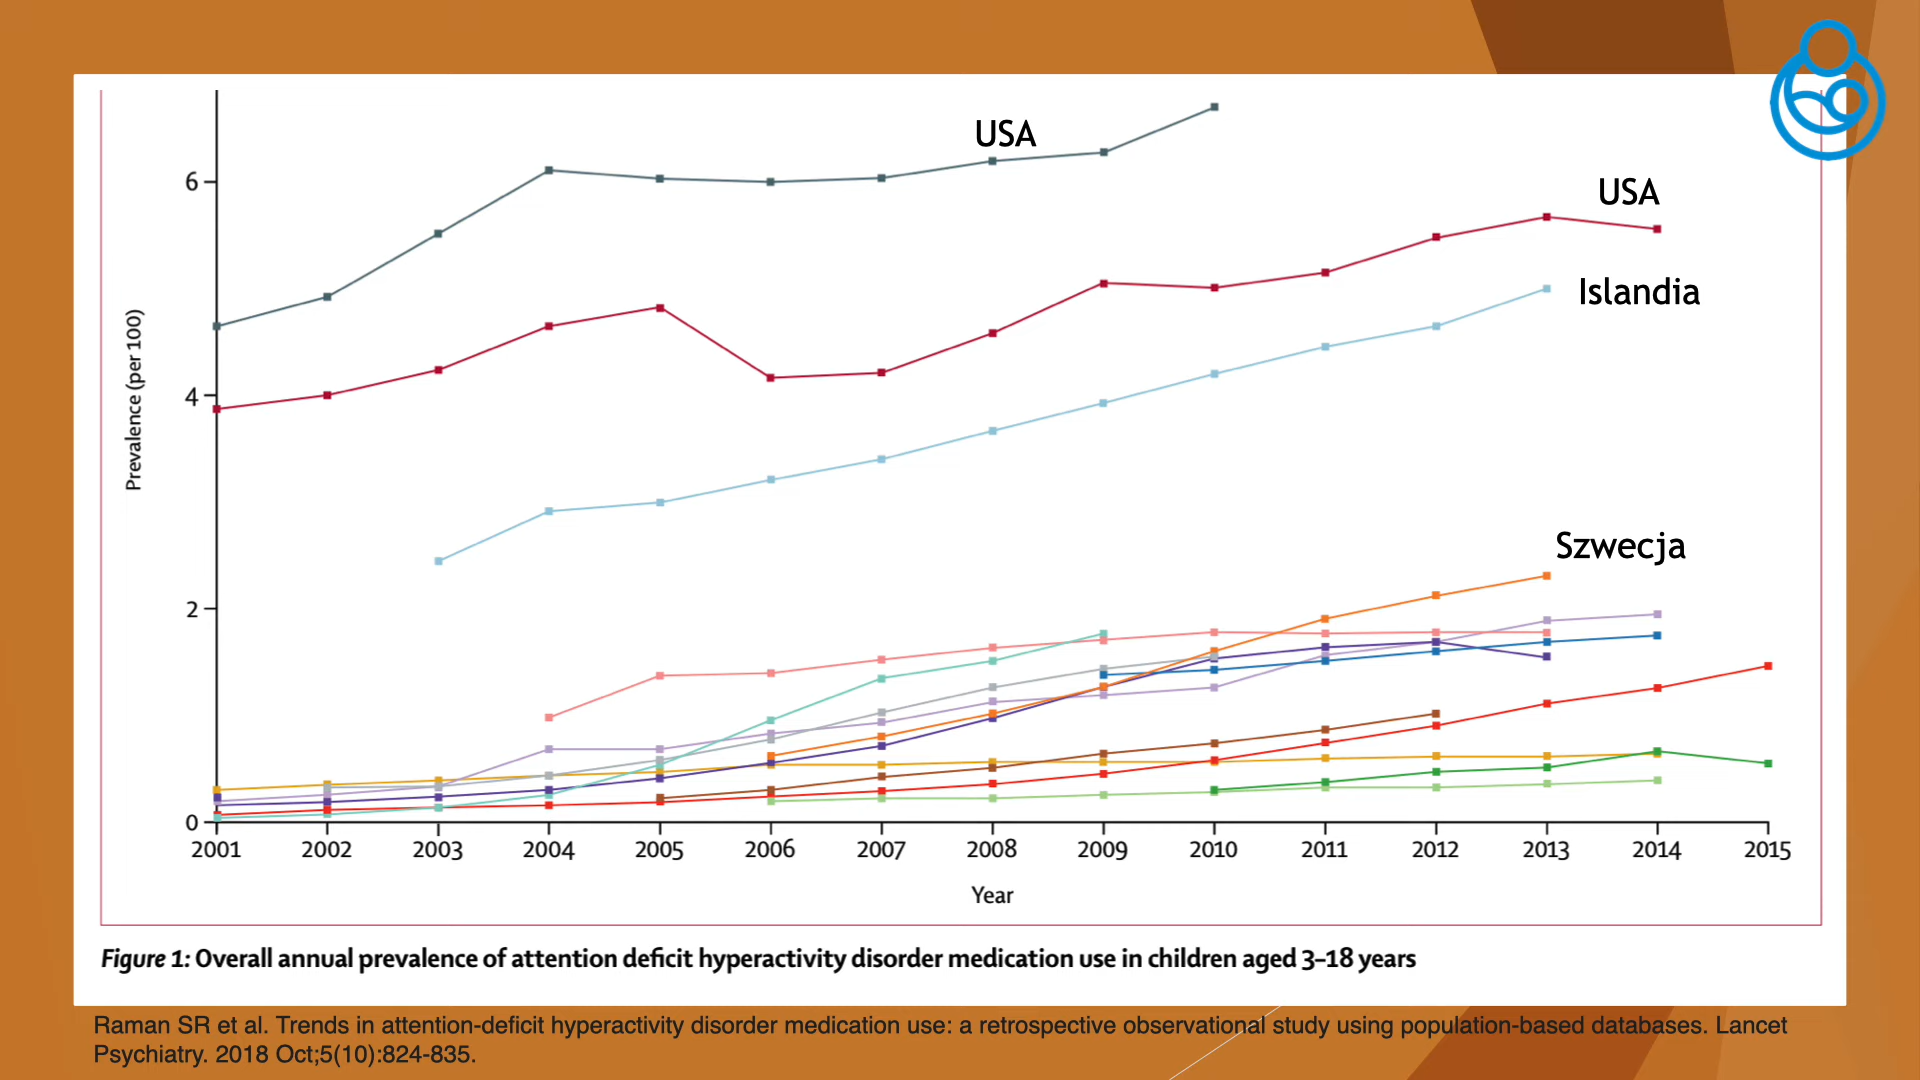 USA
USA
Islandia
Szwecja
Prevalence (per 100)
6
4
2
0
2001 2002 2003 2004 2005 2006 2007 2008 2009 2010 2011 2012 2013 2014 2015
Year
Figure 1: Overall annual prevalence of attention deficit hyperactivity disorder medication use in children aged 3–18 years
Raman SR et al. Trends in attention-deficit hyperactivity disorder medication use: a retrospective observational study using population-based databases. Lancet
Psychiatry. 2018 Oct;5(10):824-835.